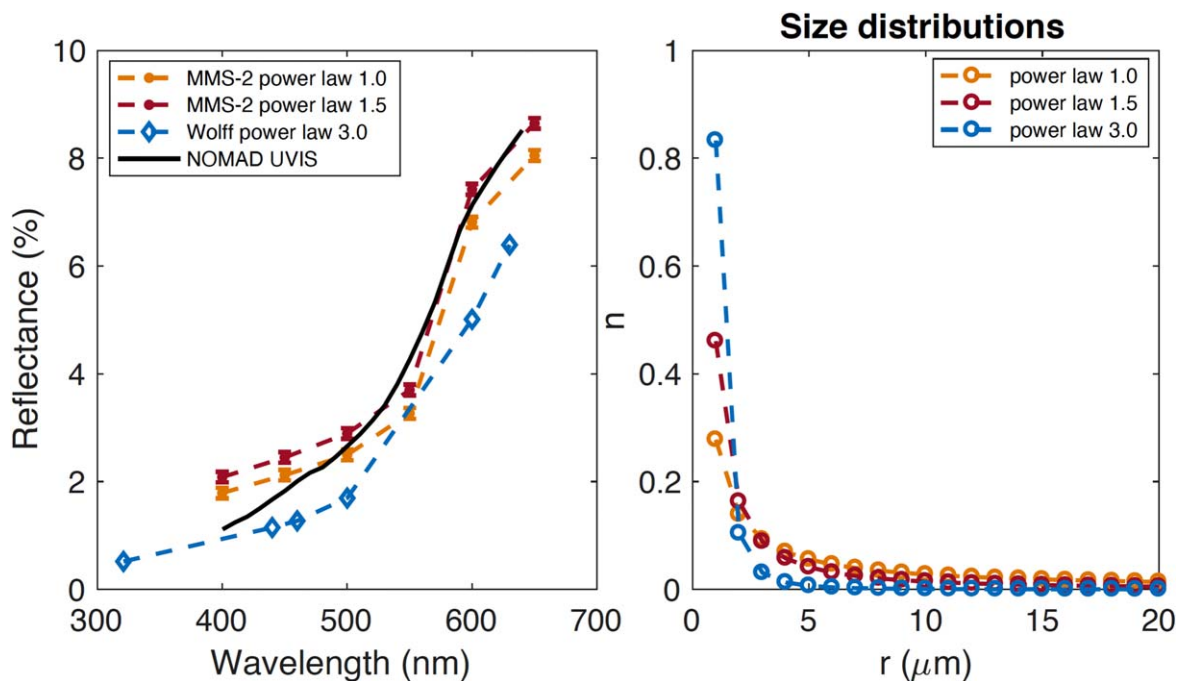 10
8
6
4
2
0
Reflectance (%)
MMS-2 power law 1.0
MMS-2 power law 1.5
Wolff power law 3.0
NOMAD UVIS
300
400
500
600
700
Wavelength (nm)
Size distributions
1
0.8
0.6
0.4
0.2
0
n
power law 1.0
power law 1.5
power law 3.0
5
10
15
20
r (μm)